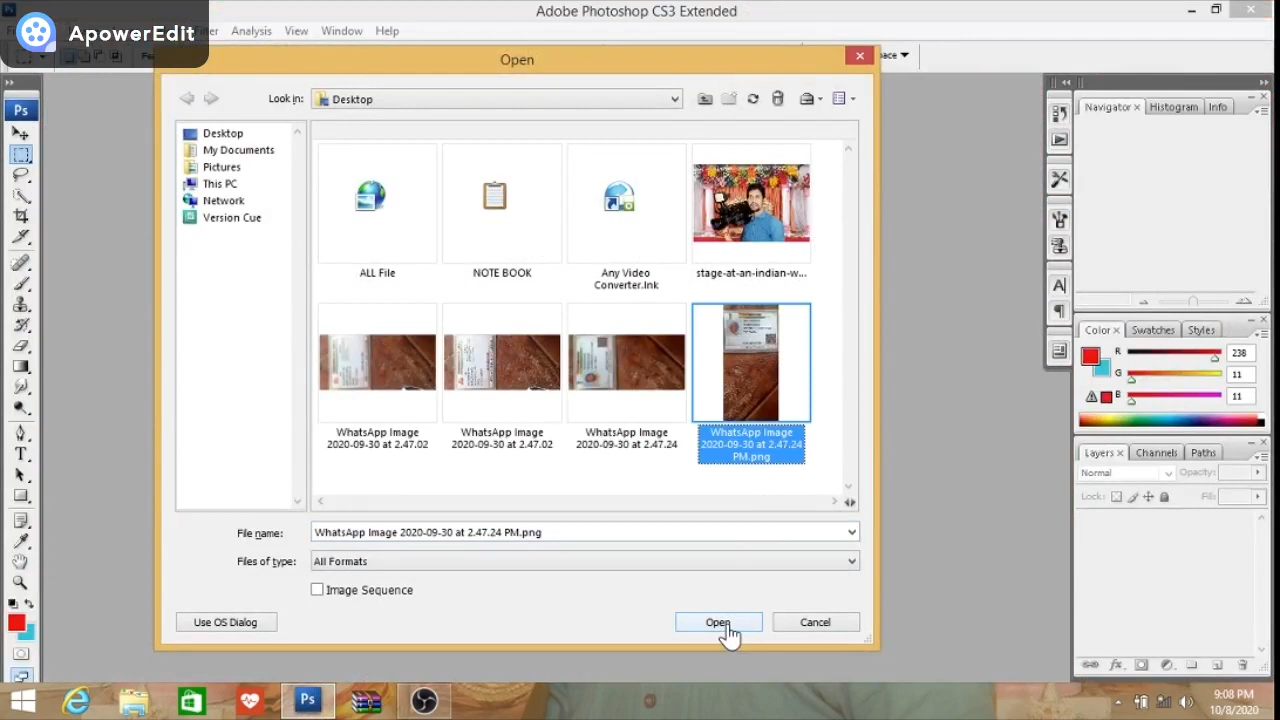 Adobe Photoshop CS3 Extended
ApowerEdit
Analysis View Window Help
Open
Look in: Desktop
Desktop
My Documents
Pictures
This PC
Network
Version Cue
ALL File
NOTE BOOK
Any Video
Converter.lnk
stage-at-an-indian-w...
WhatsApp Image
2020-09-30 at 2.47.02
WhatsApp Image
2020-09-30 at 2.47.02
WhatsApp Image
2020-09-30 at 2.47.24
WhatsApp Image
2020-09-30 at 2.47.24
PM.png
File name: WhatsApp Image 2020-09-30 at 2.47.24 PM.png
Files of type: All Formats
Image Sequence
Use OS Dialog Open Cancel
Ps
Navigator x Histogram Info
Color x Swatches Styles
R 238
G 11
B 11
Layers x Channels Paths
Normal Opacity:
Lock: Fill:
Ps
9:08 PM
10/8/2020